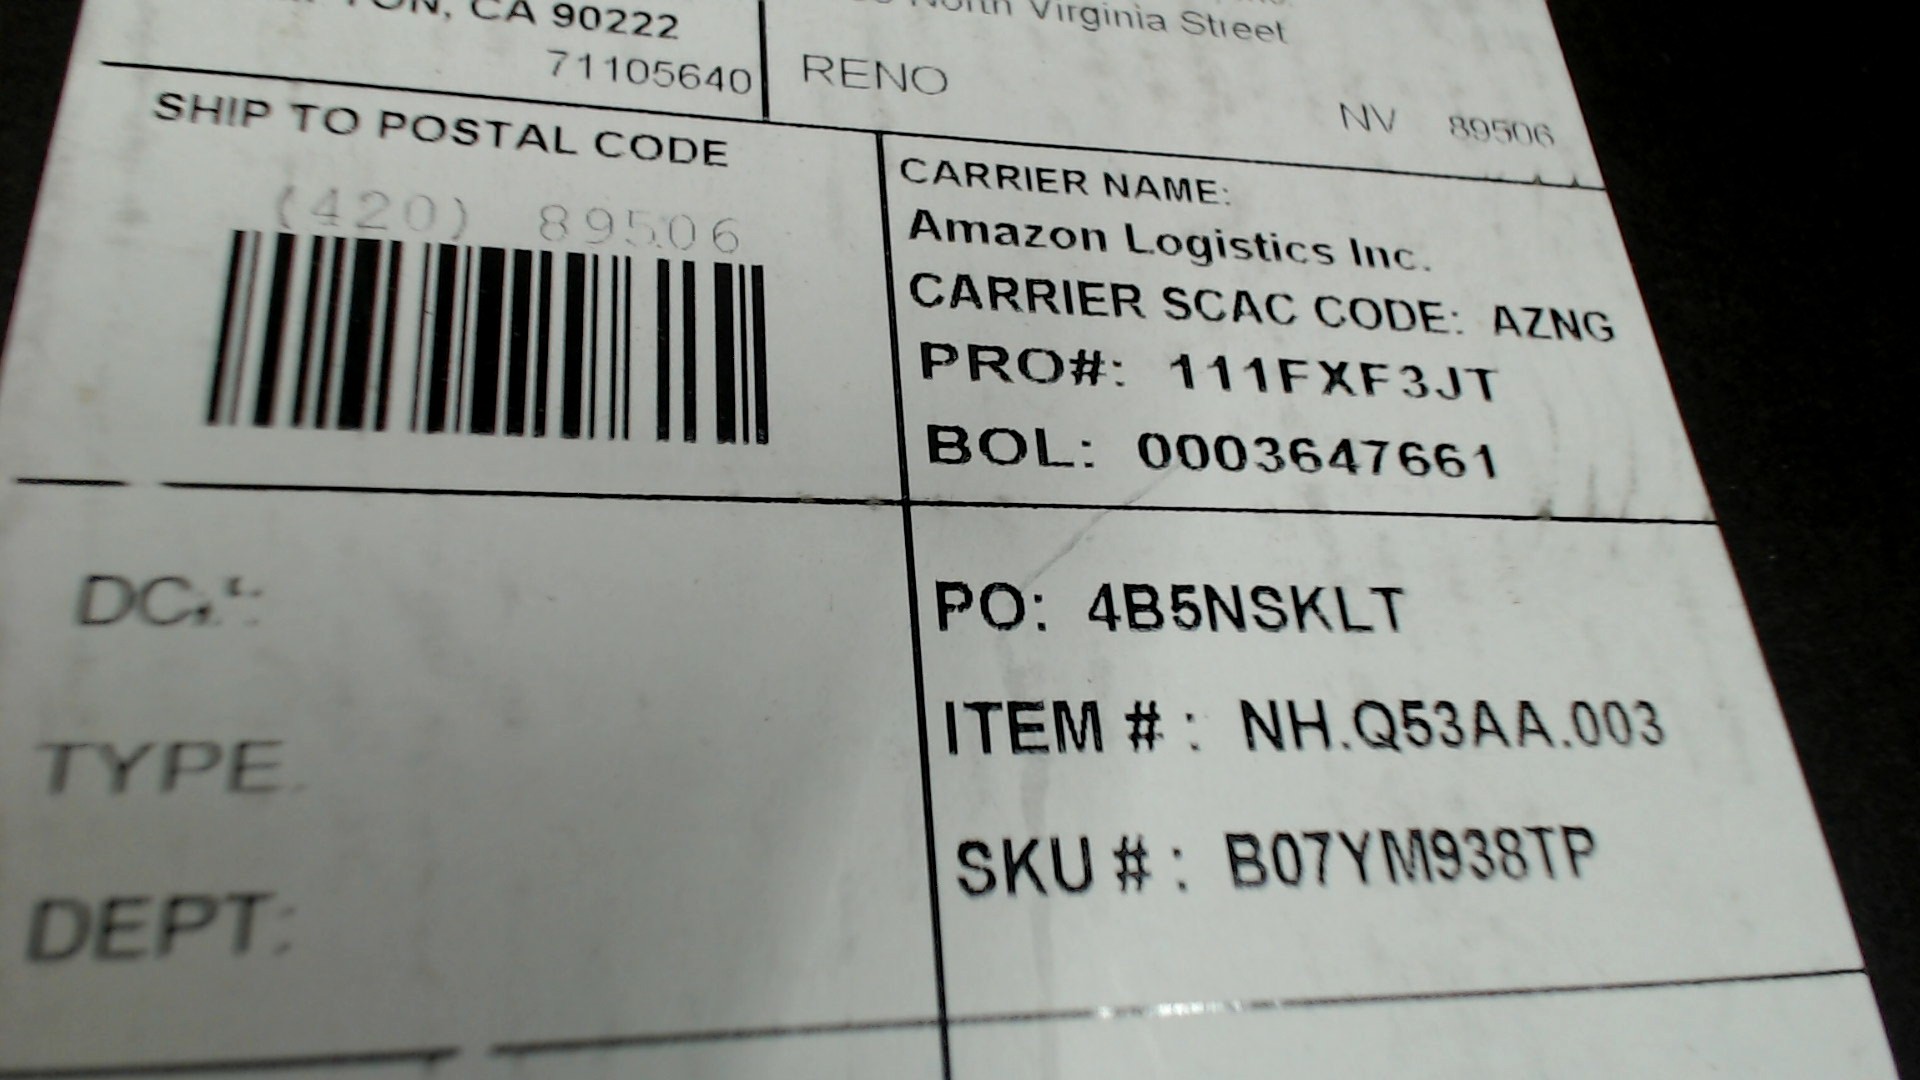 CA 90222
71105640
North Virginia Street
RENO
NV 89506
SHIP TO POSTAL CODE
(420) 89506
CARRIER NAME:
Amazon Logistics Inc.
CARRIER SCAC CODE: AZNG
PRO#: 111FXF3JT
BOL: 0003647661
DC
TYPE
DEPT:
PO: 4B5NSKLT
ITEM # : NH.Q53AA.003
SKU # : B07YM938TP